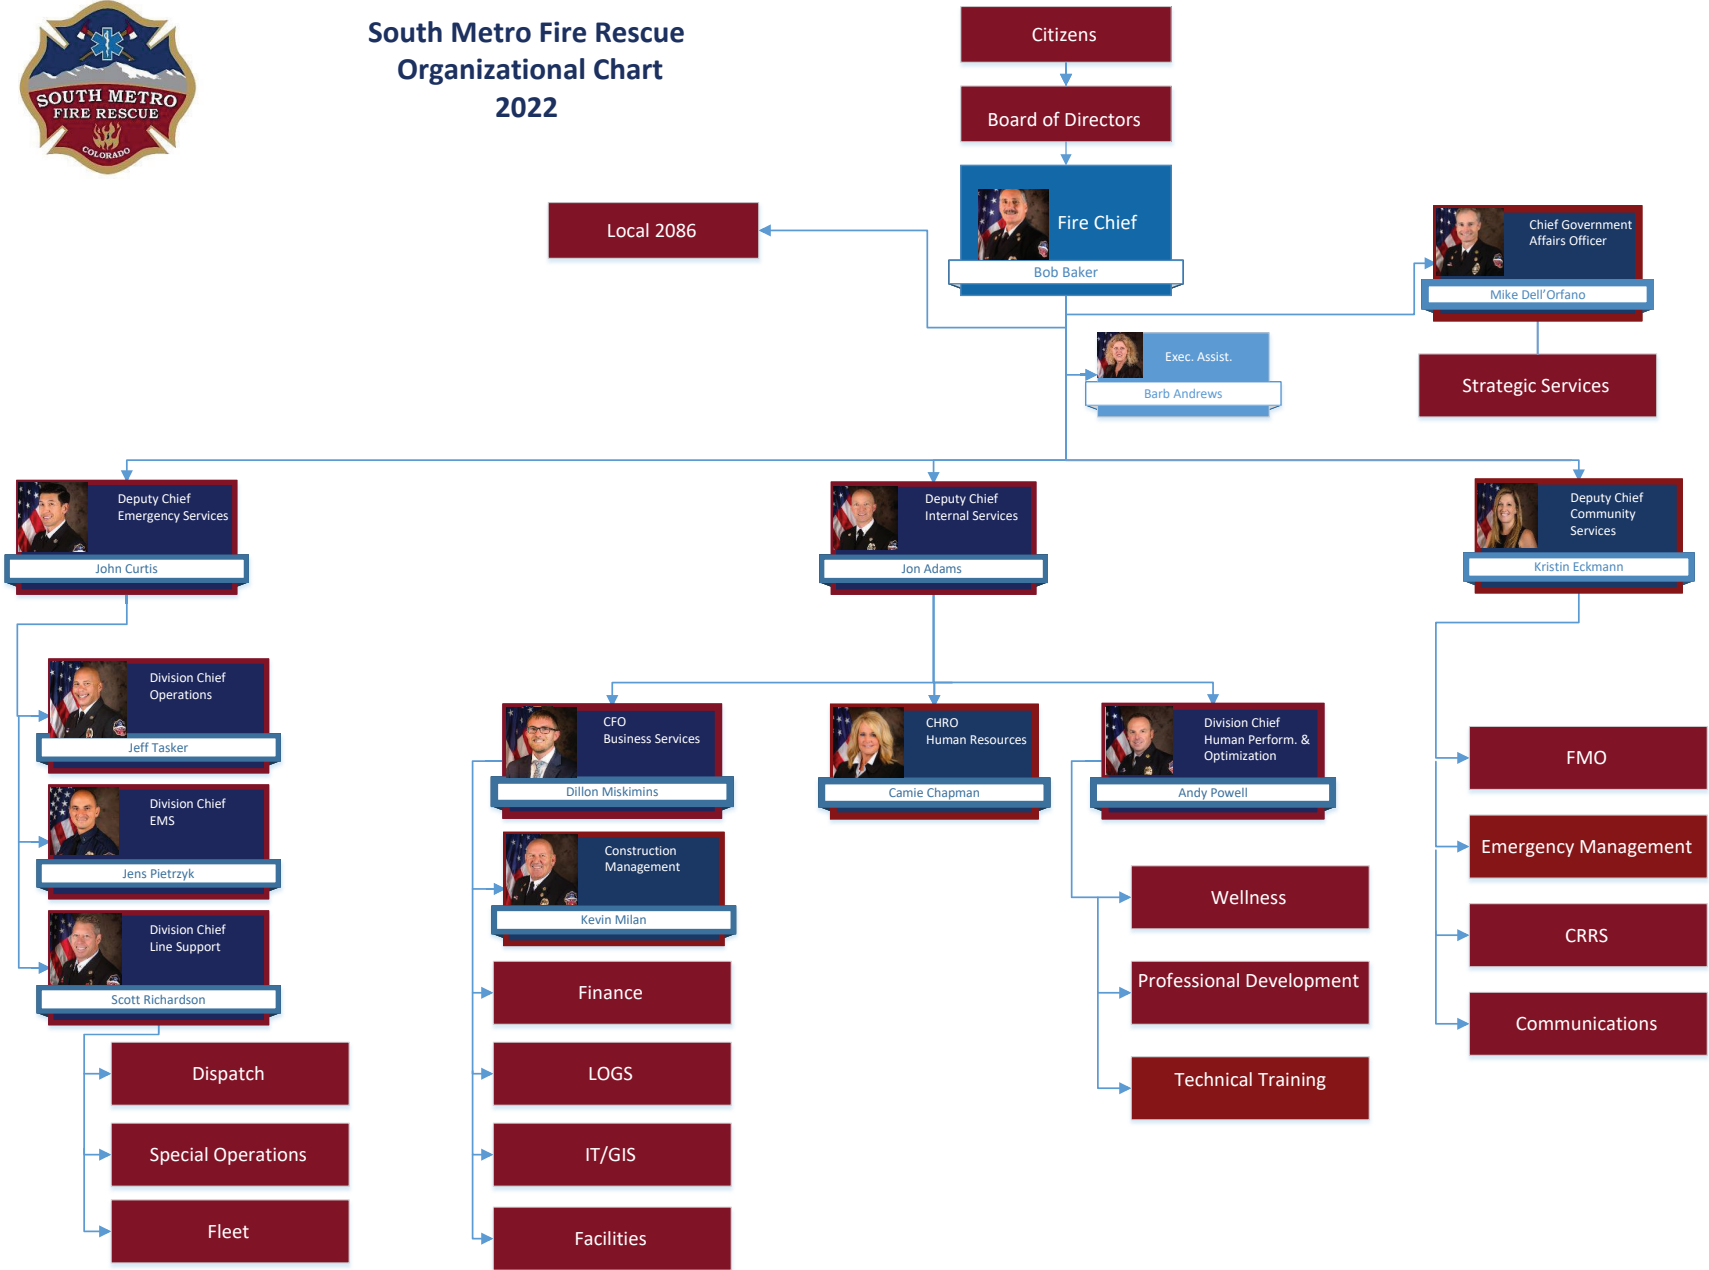 SOUTH METRO
FIRE RESCUE
COLORADO
South Metro Fire Rescue
Organizational Chart
2022
Citizens
Board of Directors
Fire Chief
Bob Baker
Local 2086
Chief Government
Affairs Officer
Mike Dell'Orfano
Strategic Services
Exec. Assist.
Barb Andrews
Deputy Chief
Emergency Services
John Curtis
Deputy Chief
Internal Services
Jon Adams
Deputy Chief
Community
Services
Kristin Eckmann
Division Chief
Operations
Jeff Tasker
Division Chief
EMS
Jens Pietrzyk
Division Chief
Line Support
Scott Richardson
Dispatch
Special Operations
Fleet
CFO
Business Services
Dillon Miskimins
Construction
Management
Kevin Milan
Finance
LOGS
IT/GIS
Facilities
CHRO
Human Resources
Camie Chapman
Division Chief
Human Perform. &
Optimization
Andy Powell
Wellness
Professional Development
Technical Training
FMO
Emergency Management
CRRS
Communications